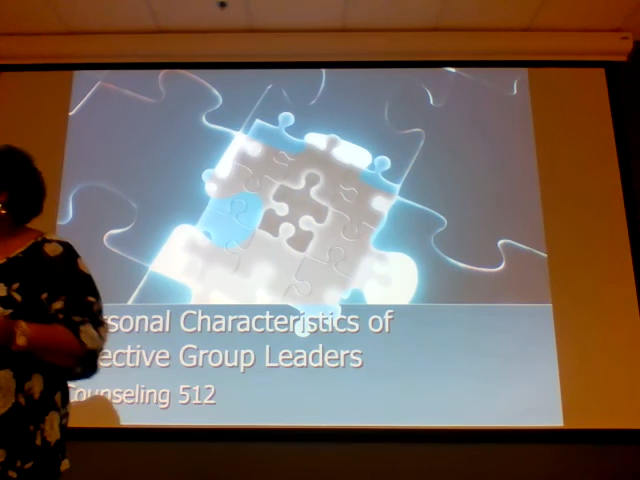 rsonal Characteristics of
ective Group Leaders
Counseling 512